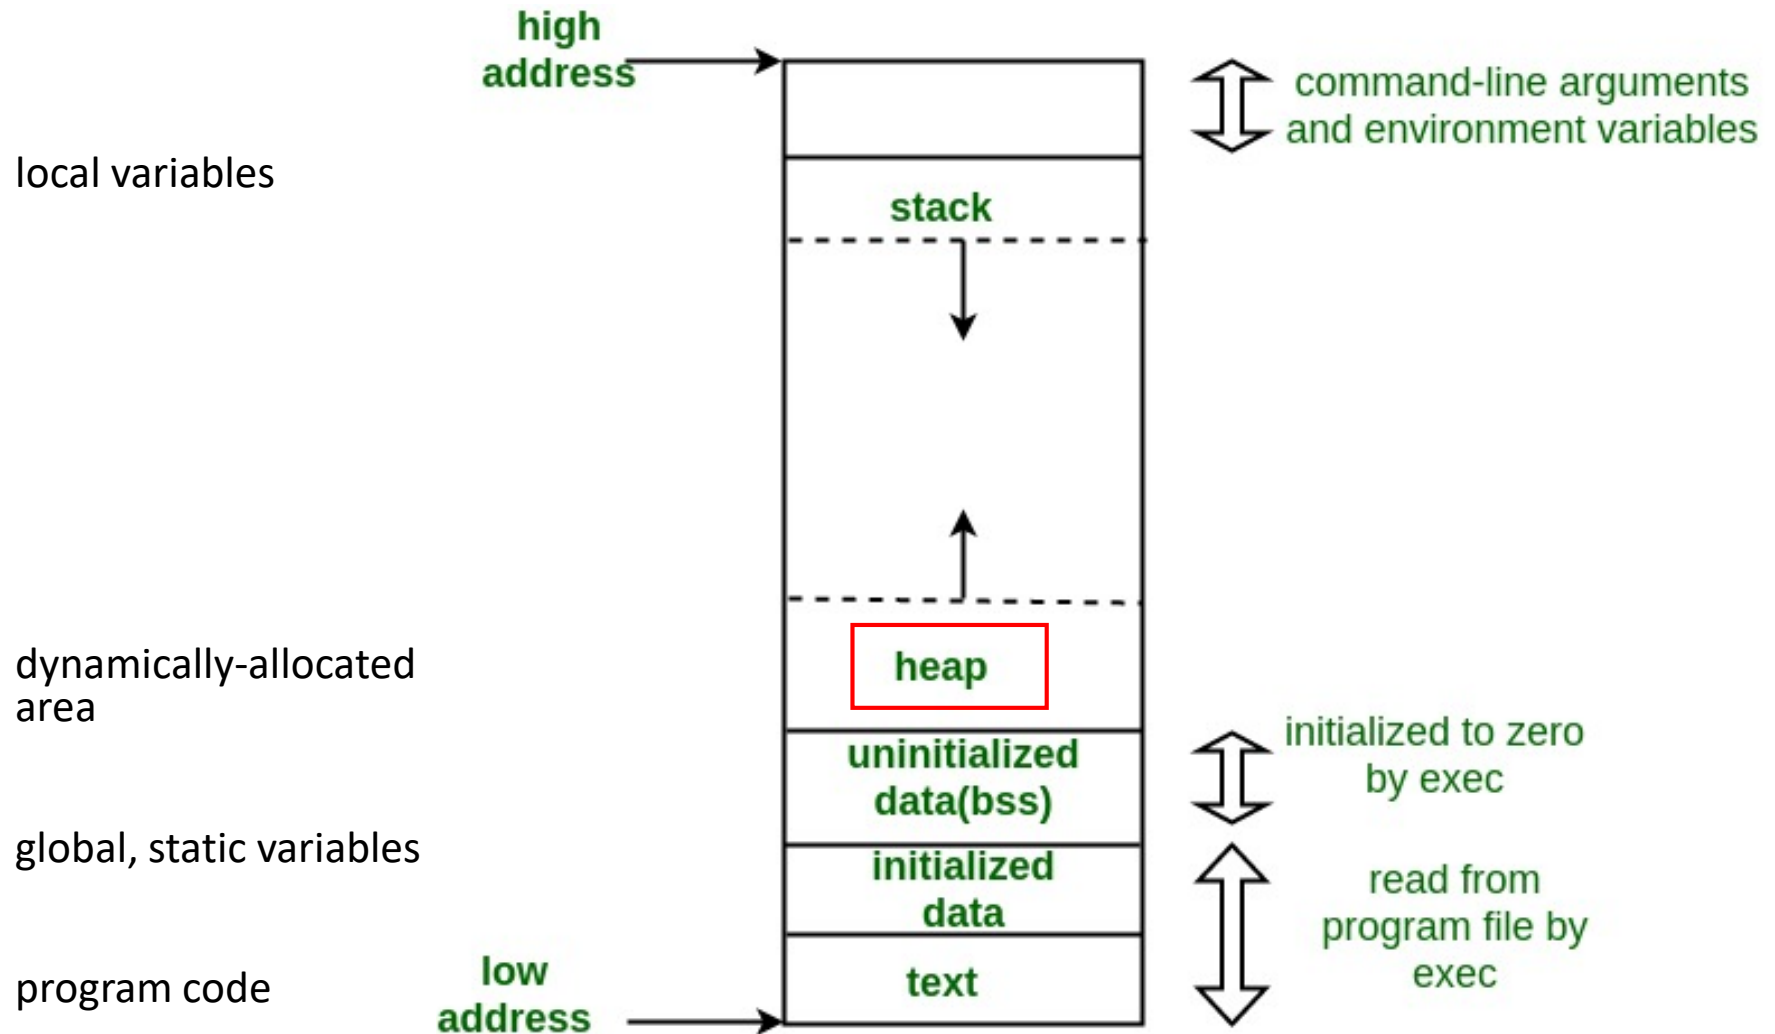 high
address
command-line arguments
and environment variables
local variables
stack
dynamically-allocated
area
heap
uninitialized
data(bss)
initialized to zero
by exec
global, static variables
initialized
data
read from
program file by
exec
program code
low
address
text